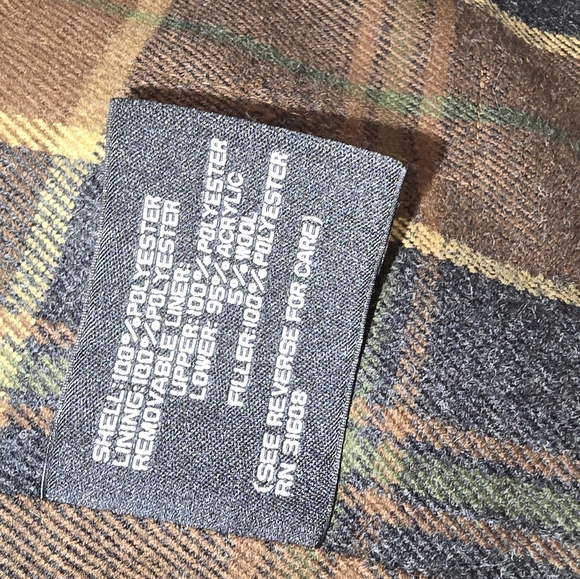 SHELL:100%POLYESTER
LINING:100%POLYESTER
REMOVABLE LINER:
UPPER:100%POLYESTER
LOWER: 95% ACRYLIC
5% WOOL
FILLER:100%POLYESTER
(SEE REVERSE FOR CARE)
RN 31608